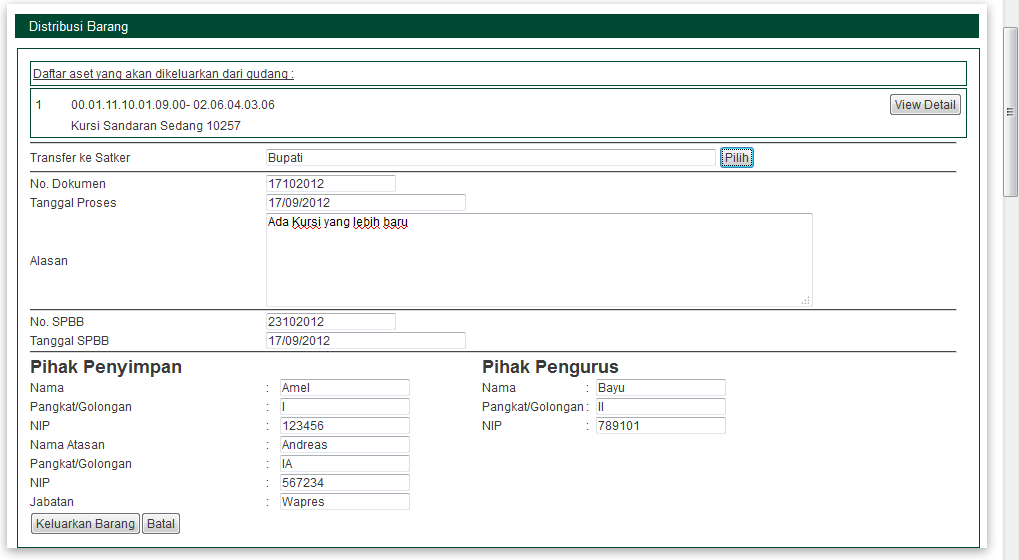 Distribusi Barang
Daftar aset yang akan dikeluarkan dari gudang :
1 00.01.11.10.01.09.00- 02.06.04.03.06 View Detail
Kursi Sandaran Sedang 10257
Transfer ke Satker Bupati Pilih
No. Dokumen 17102012
Tanggal Proses 17/09/2012
Alasan Ada Kursi yang lebih baru
No. SPBB 23102012
Tanggal SPBB 17/09/2012
Pihak Penyimpan Pihak Pengurus
Nama : Amel Nama : Bayu
Pangkat/Golongan : I Pangkat/Golongan : II
NIP : 123456 NIP : 789101
Nama Atasan : Andreas
Pangkat/Golongan : IA
NIP : 567234
Jabatan : Wapres
Keluarkan Barang Batal